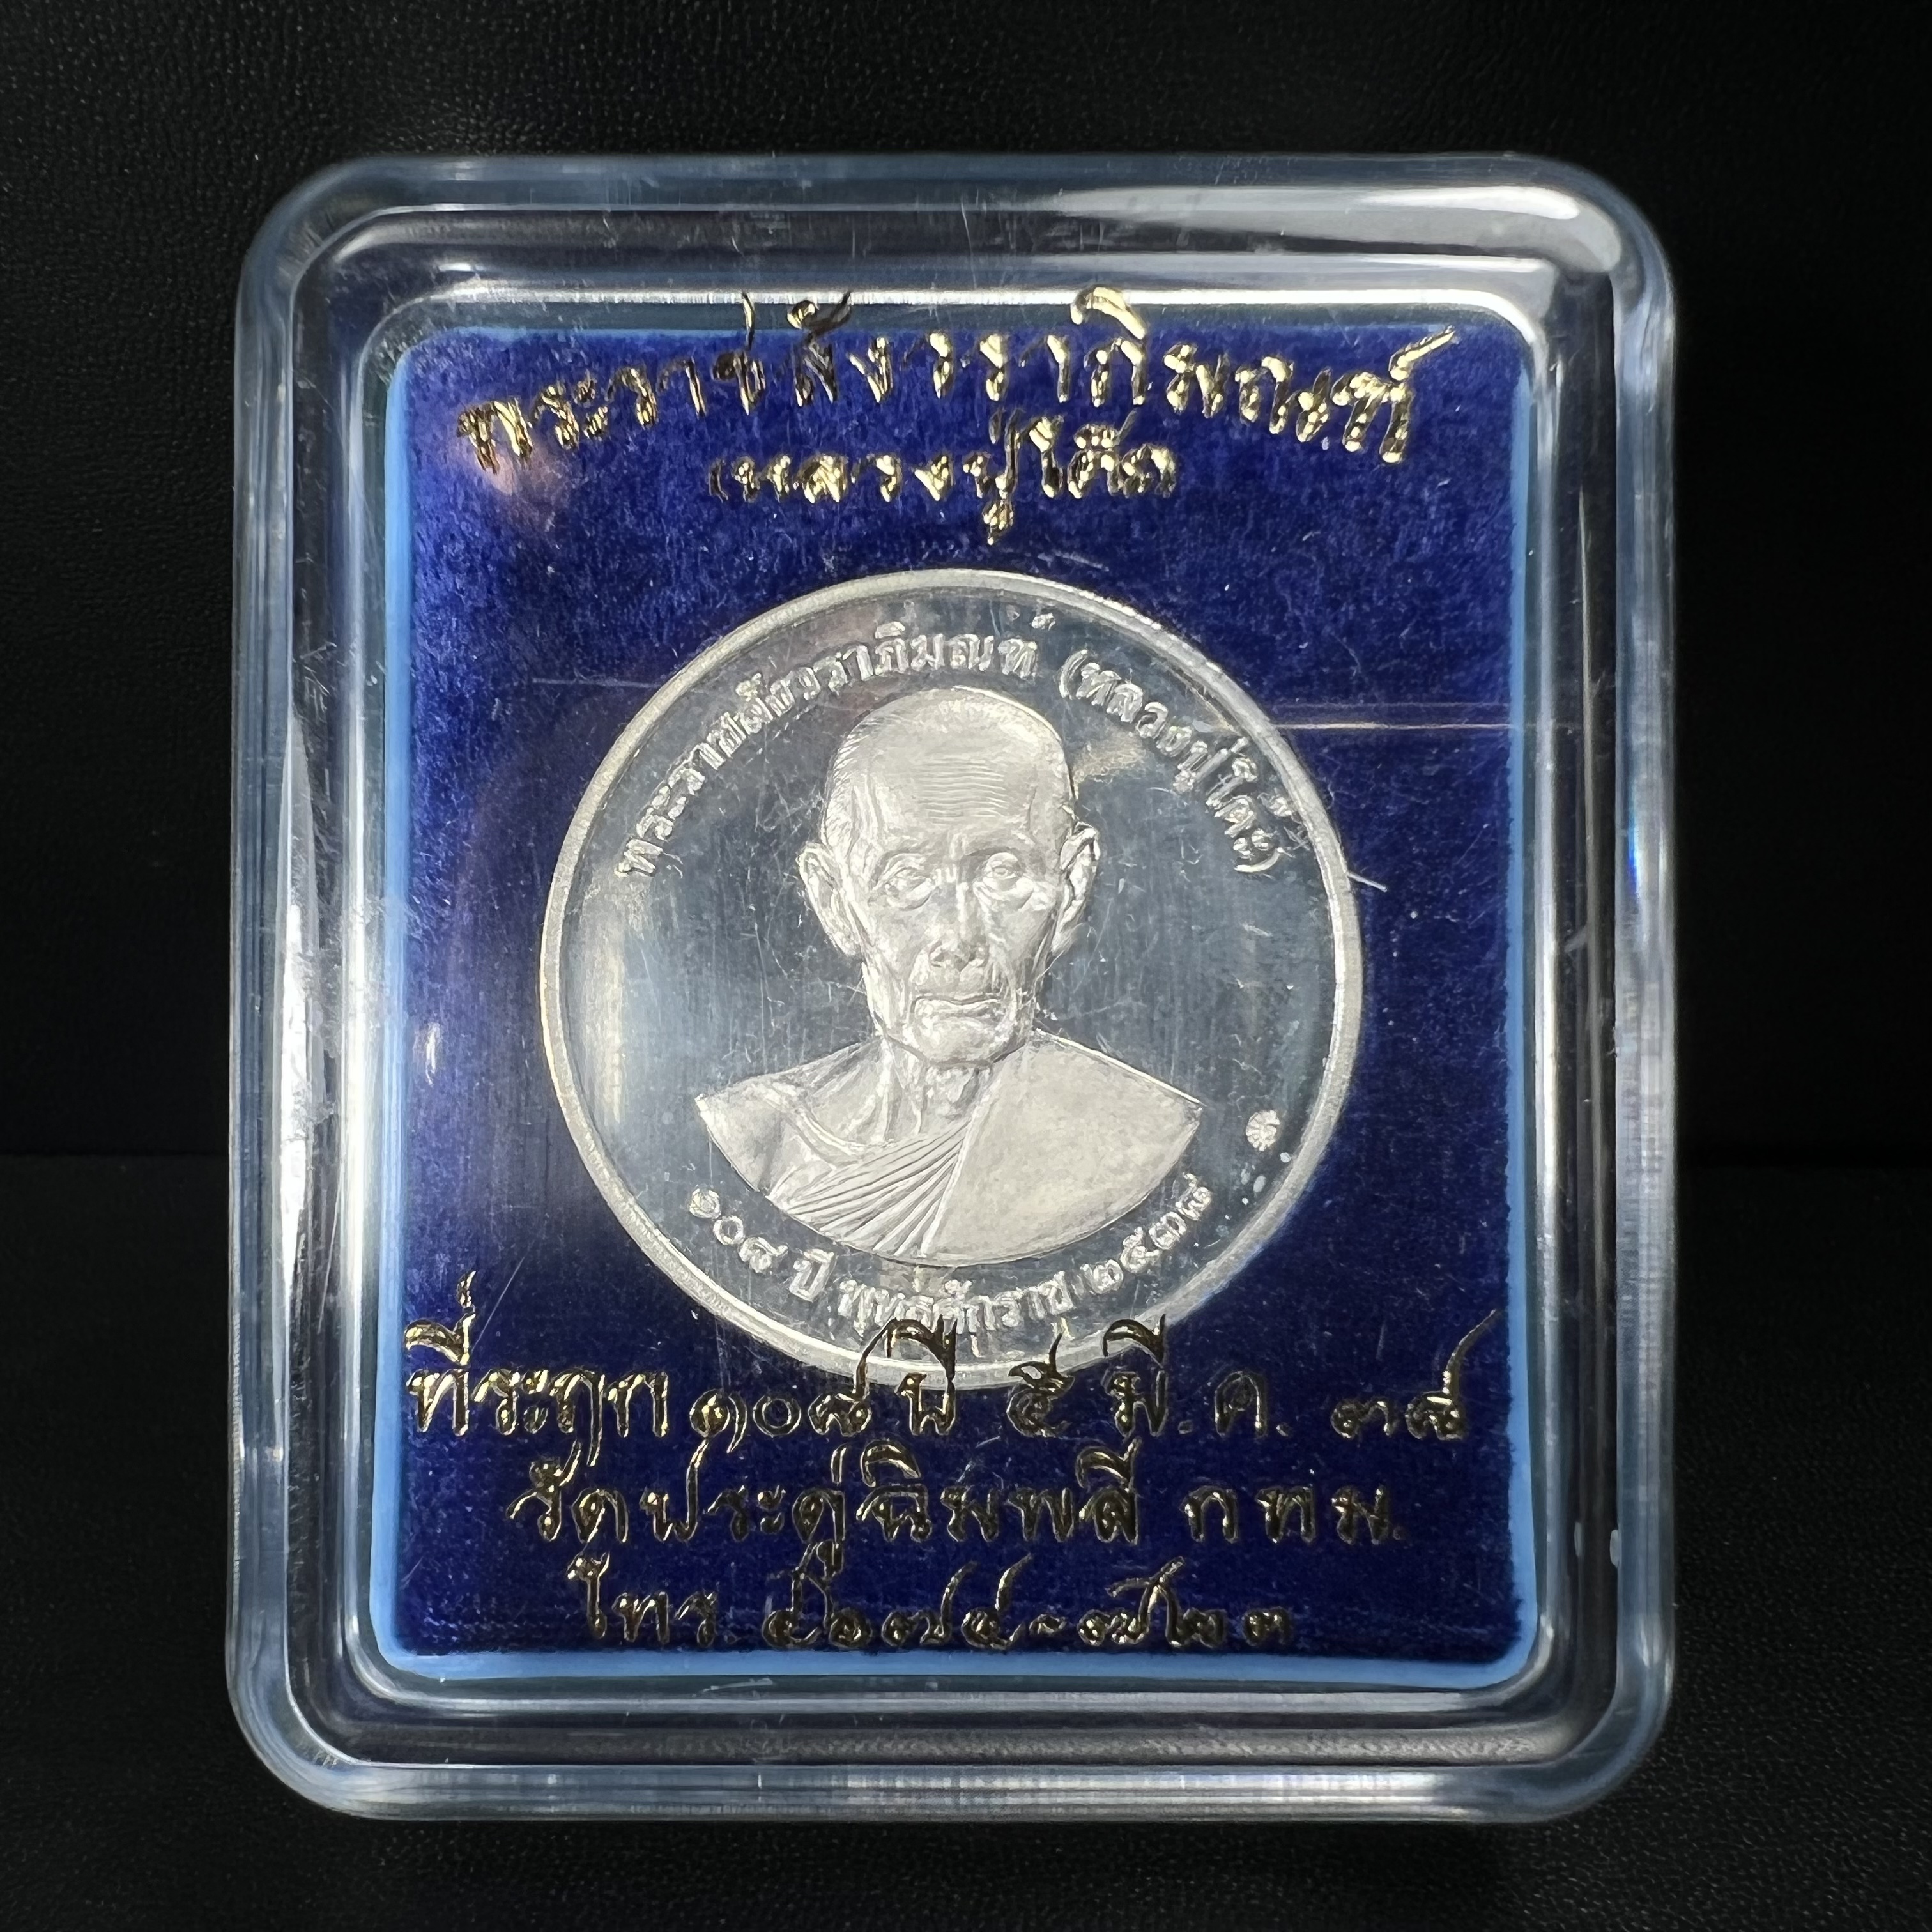 พระราชสังวราภิมณฑ์
(หลวงปู่โต๊ะ
พระราชสังวราภิมณฑ์ (หลวงปู่โต๊ะ)
๑๐๘ ปี พุทธศักราช ๒๕๓๘
ที่ระฤก ๑๐๘ ปี ๕ มี.ค. ๓๘
วัดประดู่ฉิมพลี กทม.
โทร